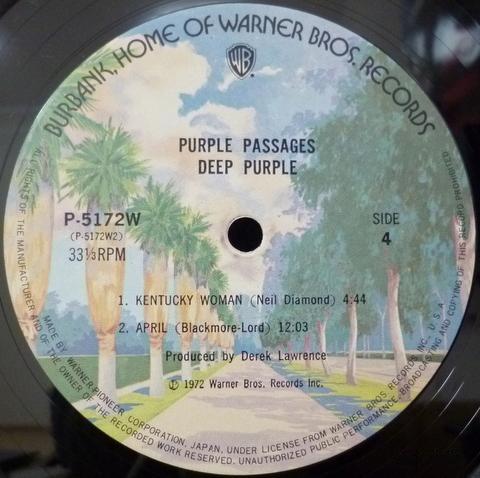 BURBANK, HOME OF WARNER BROS. RECORDS
WB
PURPLE PASSAGES
DEEP PURPLE
P-5172W
(P-5172W2)
33⅓RPM
SIDE
4
1. KENTUCKY WOMAN (Neil Diamond) 4:44
2. APRIL (Blackmore-Lord) 12:03
Produced by Derek Lawrence
Ⓟ 1972 Warner Bros. Records Inc.
MADE BY WARNER-PIONEER CORPORATION, JAPAN, UNDER LICENSE FROM WARNER BROS RECORDS INC. U.S.A
ALL RIGHTS OF THE MANUFACTURER AND OF THE OWNER OF THE RECORDED WORK RESERVED. UNAUTHORIZED PUBLIC PERFORMANCE, BROADCASTING AND COPYING OF THIS RECORD PROHIBITED